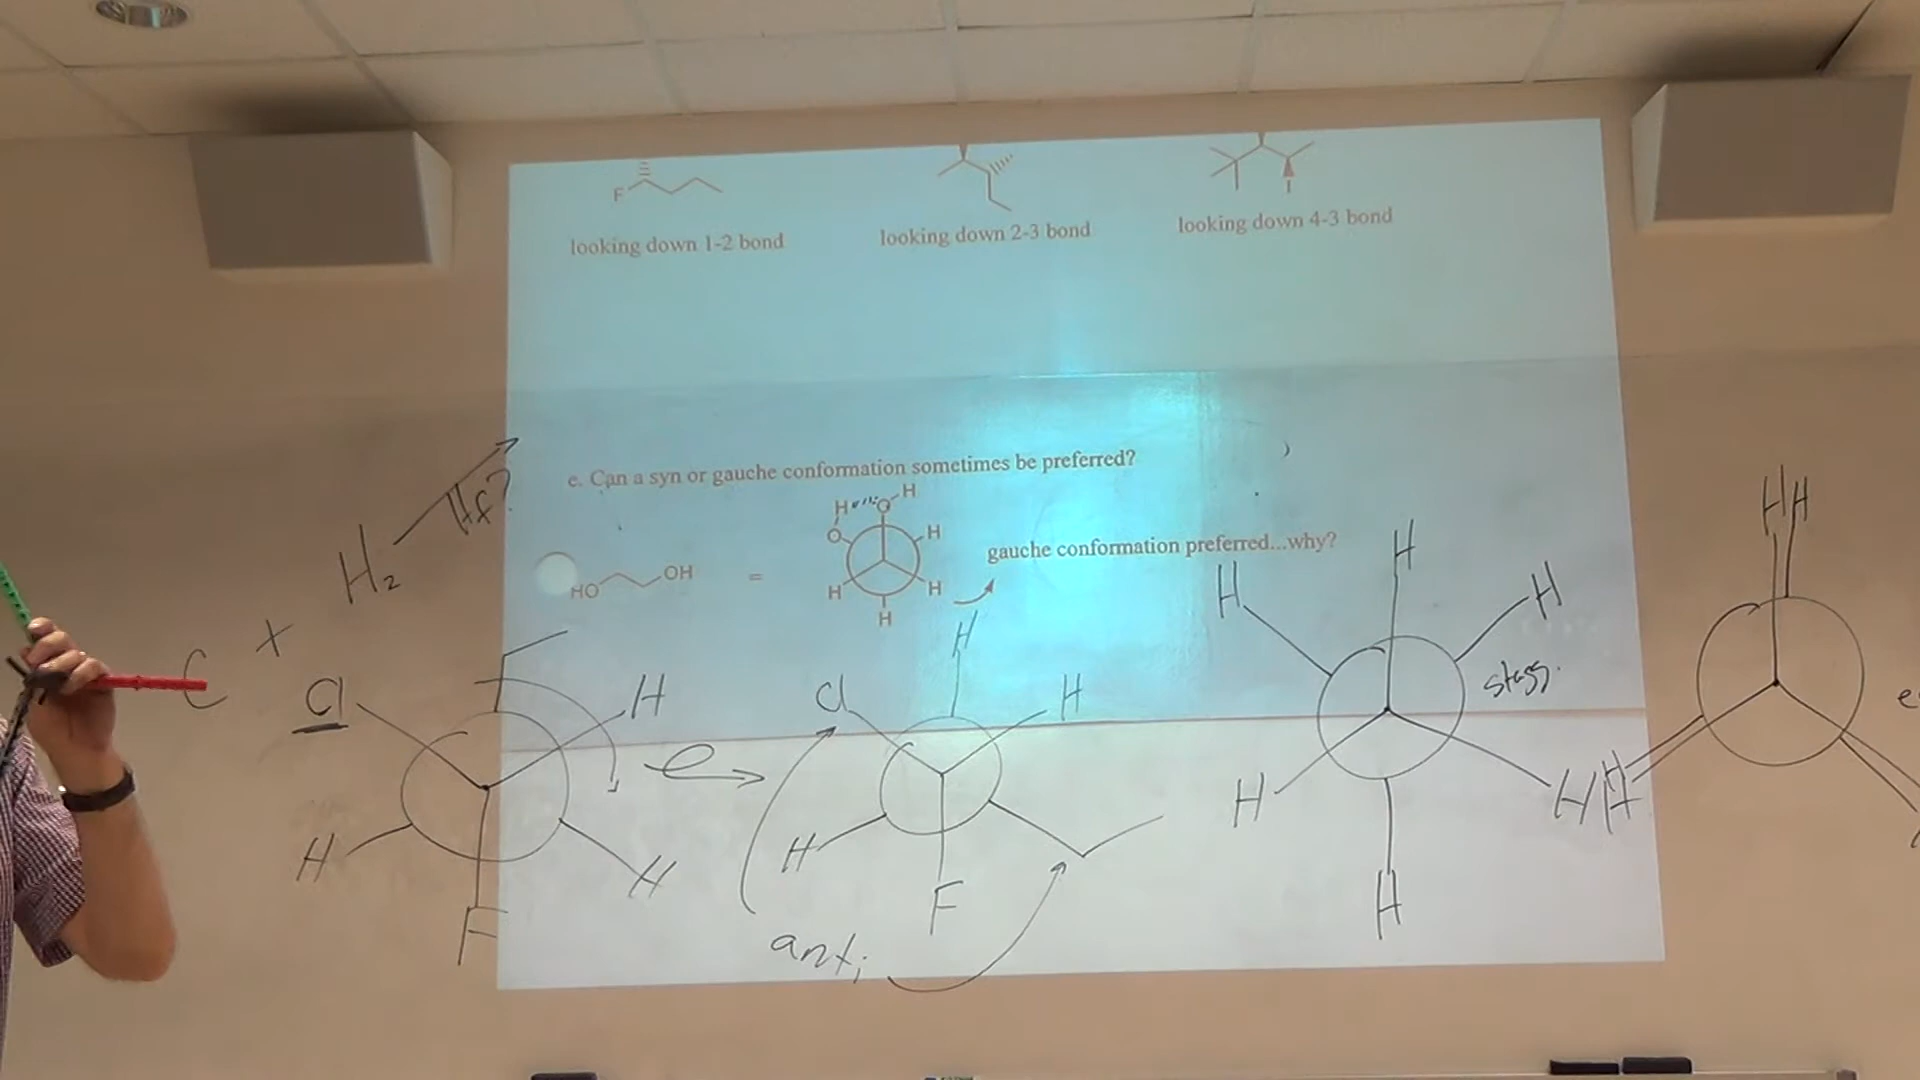 F
I
looking down 1-2 bond
looking down 2-3 bond
looking down 4-3 bond
e. Can a syn or gauche conformation sometimes be preferred?
H O H
O H
H H
H
HO OH =
gauche conformation preferred...why?
H₂
Hf?
C +
Cl H
H H
F
H
Cl H
H
F
anti
H
H H
stagg.
H H
H
HH
H